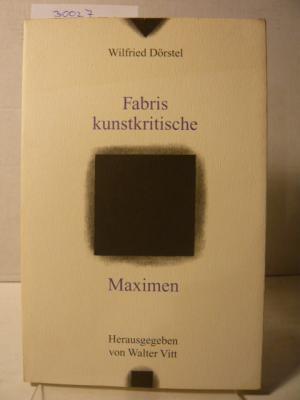 30027
Wilfried Dörstel
Fabris
kunstkritische
Maximen
Herausgegeben
von Walter Vitt